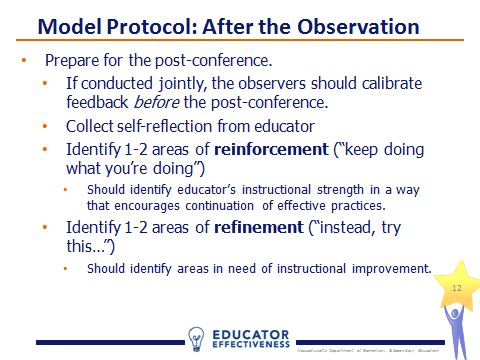 Model Protocol: After the Observation
• Prepare for the post-conference.
• If conducted jointly, the observers should calibrate
feedback before the post-conference.
• Collect self-reflection from educator
• Identify 1-2 areas of reinforcement (“keep doing
what you’re doing”)
• Should identify educator’s instructional strength in a way
that encourages continuation of effective practices.
• Identify 1-2 areas of refinement (“instead, try
this…”)
• Should identify areas in need of instructional improvement.
12
EDUCATOR
EFFECTIVENESS
Massachusetts Department of Elementary & Secondary Education